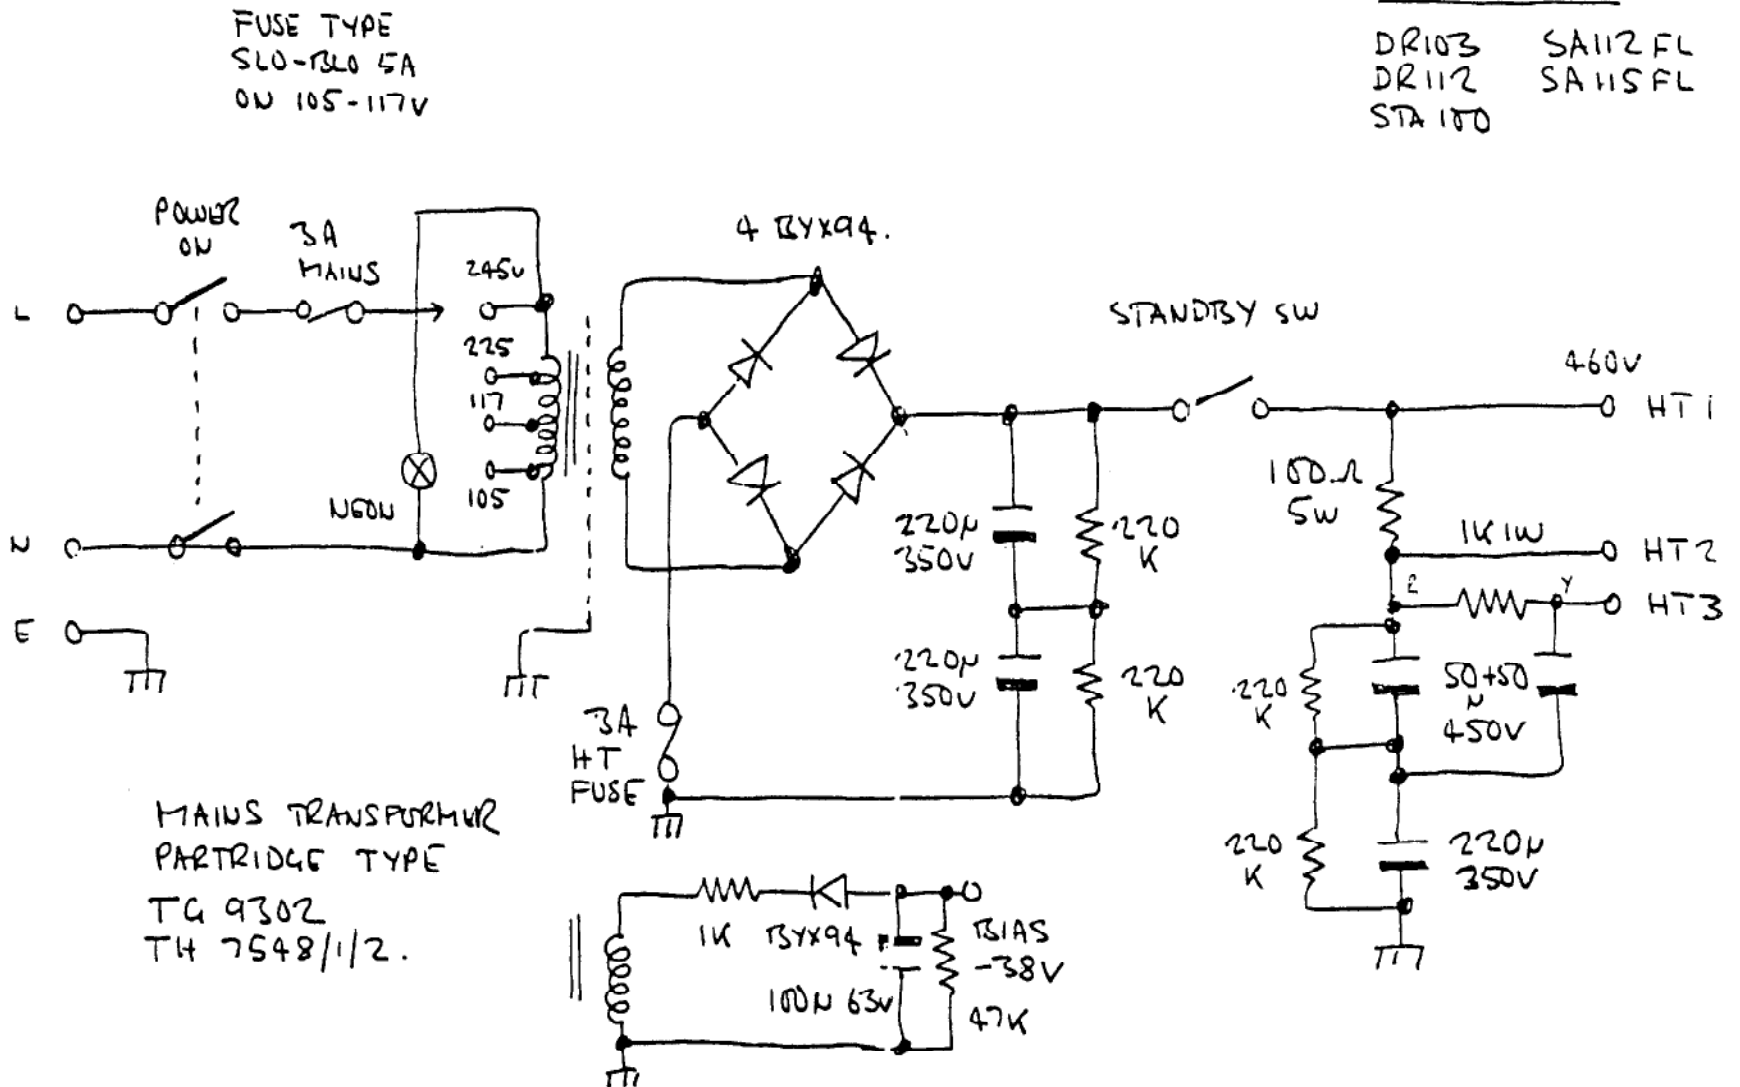 FUSE TYPE
SLO-BLO 5A
ON 105-117V
DR103 SA112FL
DR112 SA115FL
STA100
POWER
ON
3A
MAINS
L
N
E
NEON
245V
225
117
105
4 BYX94.
STANDBY SW
460V
HT1
100Ω
5W
1K1W
HT2
R
Y
HT3
220µ
350V
220
K
220µ
350V
220
K
220
K
50+50
µ
450V
220
K
220µ
350V
3A
HT
FUSE
MAINS TRANSFORMER
PARTRIDGE TYPE
TG 9302
TH 7548/1/2.
1K
BYX94
100µ 63V
BIAS
-38V
47K